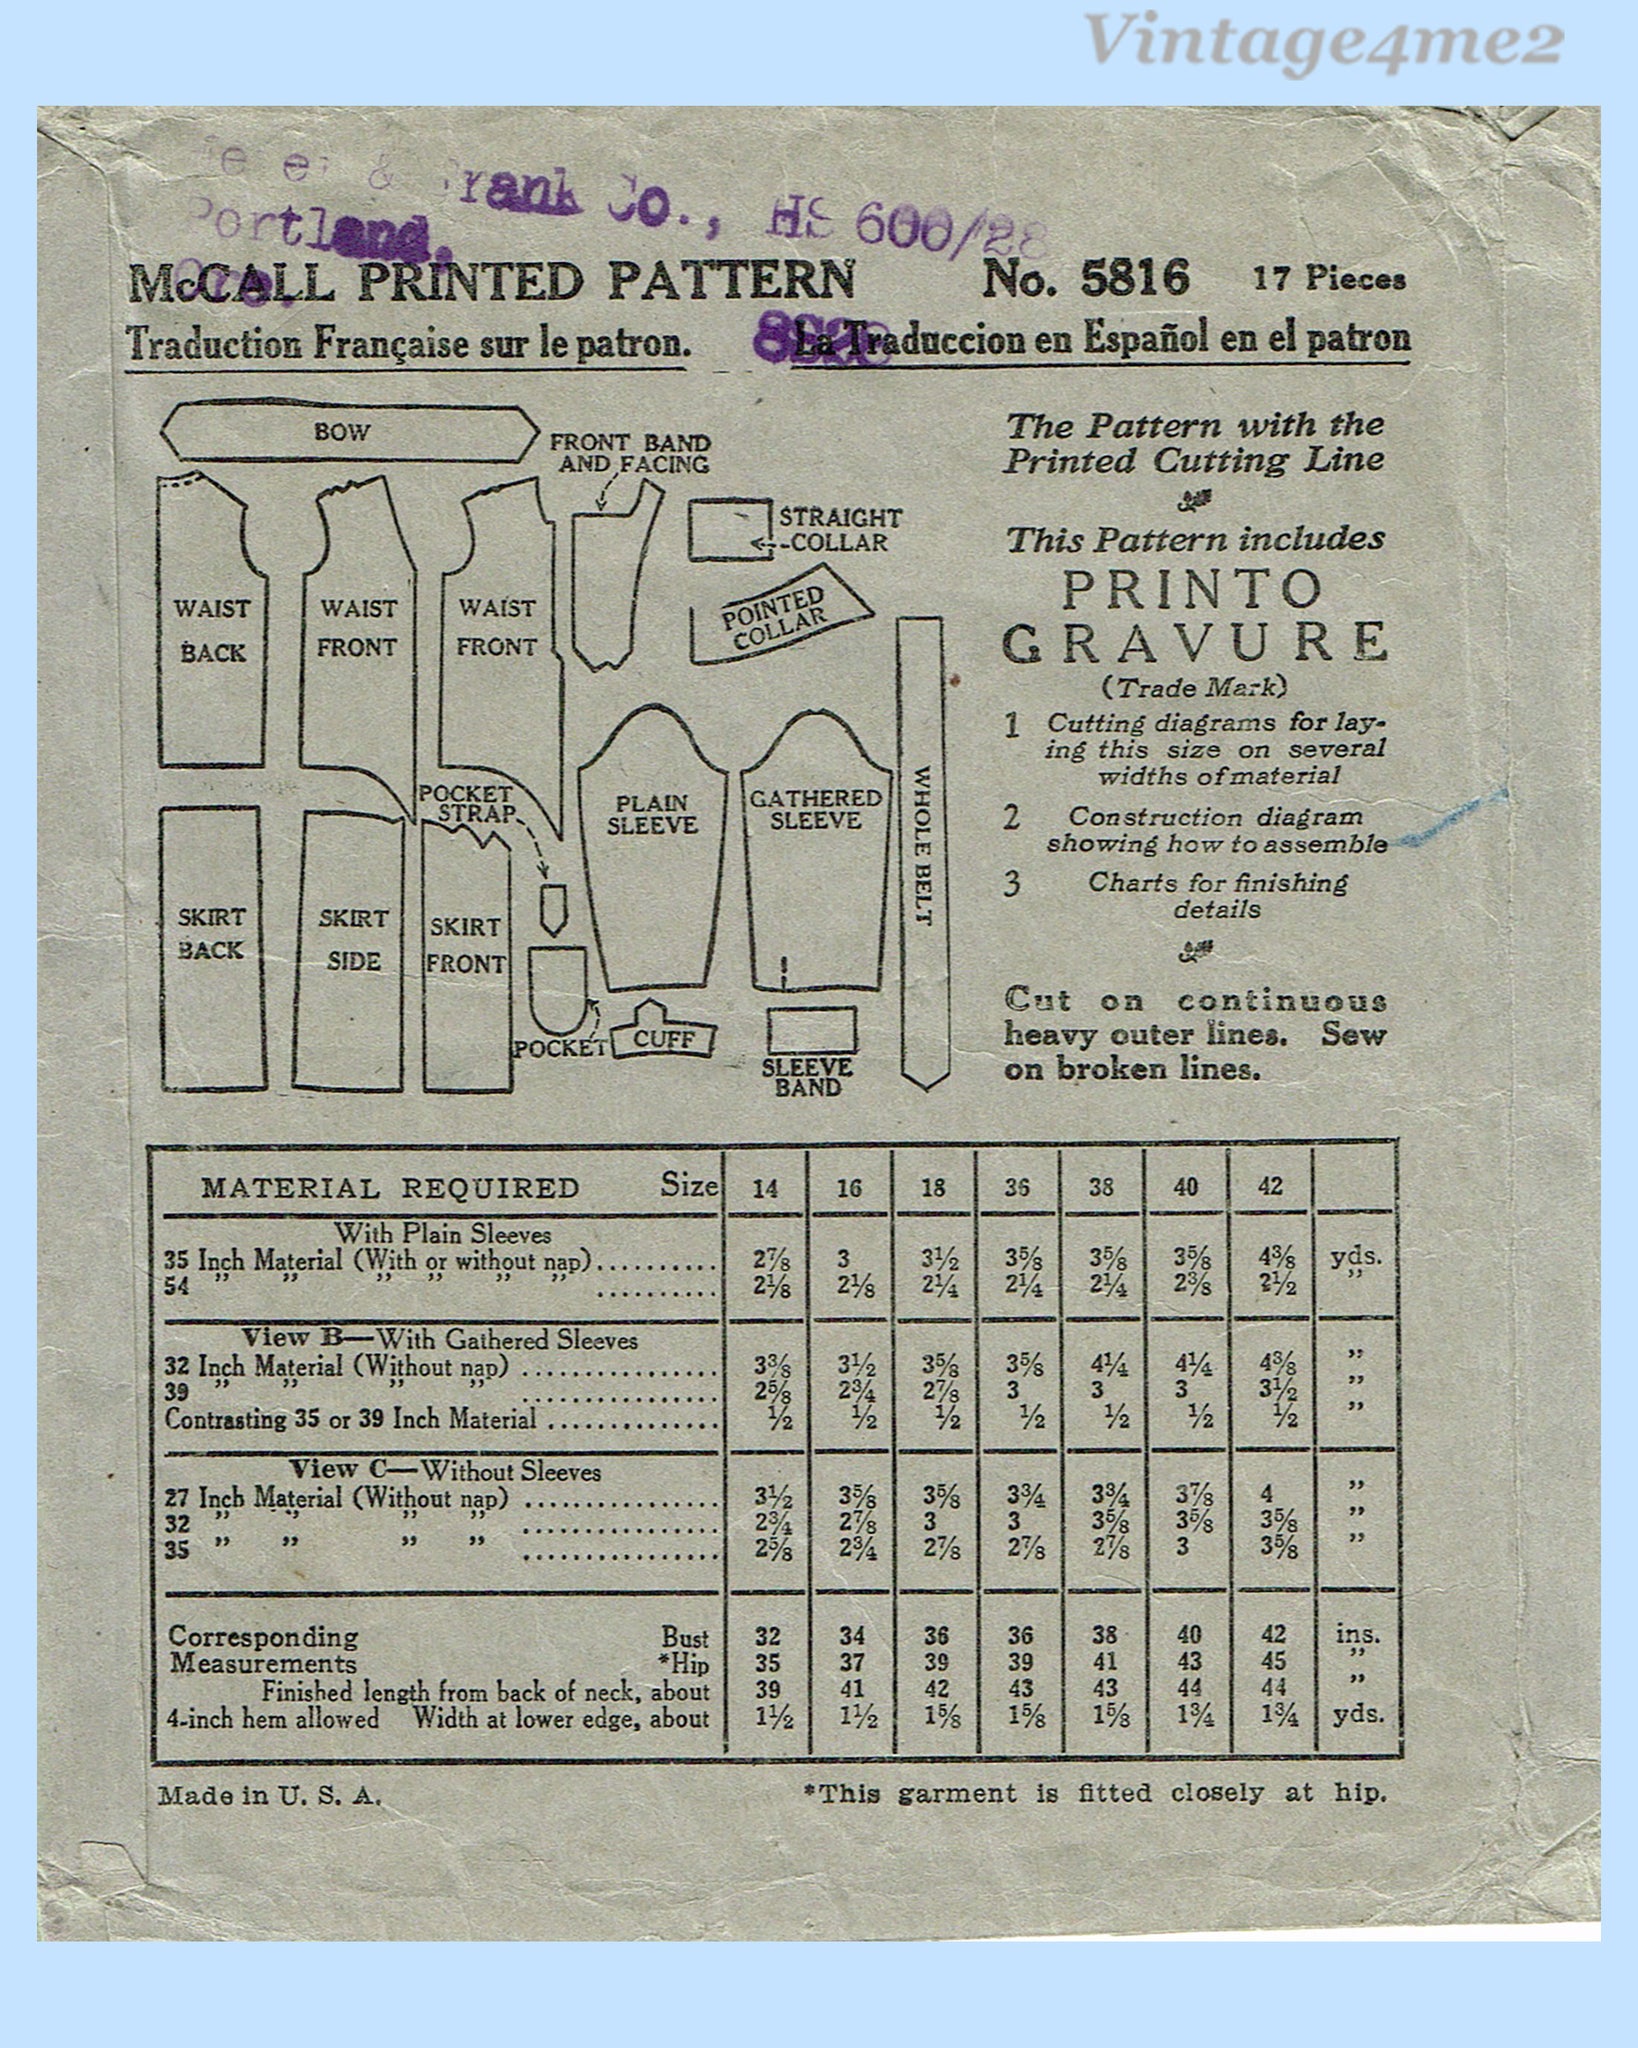 Vintage4me2
& Frank Co., HS 600/28
Portland,
McCALL PRINTED PATTERN No. 5816 17 Pieces
Traduction Française sur le patron. La Traduccion en Español en el patron
BOW
FRONT BAND
AND FACING
STRAIGHT
COLLAR
POINTED
COLLAR
WAIST
BACK
WAIST
FRONT
WAIST
FRONT
POCKET
STRAP
PLAIN
SLEEVE
GATHERED
SLEEVE
WHOLE BELT
SKIRT
BACK
SKIRT
SIDE
SKIRT
FRONT
POCKET
CUFF
SLEEVE
BAND
The Pattern with the
Printed Cutting Line
This Pattern includes
PRINTO
GRAVURE
(Trade Mark)
1 Cutting diagrams for lay-
ing this size on several
widths of material
2 Construction diagram
showing how to assemble
3 Charts for finishing
details
Cut on continuous
heavy outer lines. Sew
on broken lines.
MATERIAL REQUIRED Size 14 16 18 36 38 40 42
With Plain Sleeves
35 Inch Material (With or without nap).......... 2⅞ 3 3½ 3⅝ 3⅝ 3⅝ 4⅜ yds.
54 " " " " " " .......... 2⅛ 2⅛ 2¼ 2¼ 2¼ 2⅜ 2½ "
View B—With Gathered Sleeves
32 Inch Material (Without nap) ................ 3⅜ 3½ 3⅝ 3⅝ 4¼ 4¼ 4⅜ "
39 " " " " ................ 2⅝ 2¾ 2⅞ 3 3 3 3½ "
Contrasting 35 or 39 Inch Material .............. ½ ½ ½ ½ ½ ½ ½ "
View C—Without Sleeves
27 Inch Material (Without nap) ................ 3½ 3⅝ 3⅝ 3¾ 3¾ 3⅞ 4 "
32 " " " " ................ 2¾ 2⅞ 3 3 3⅝ 3⅝ 3⅝ "
35 " " " " ................ 2⅝ 2¾ 2⅞ 2⅞ 2⅞ 3 3⅝ "
Corresponding Bust 32 34 36 36 38 40 42 ins.
Measurements *Hip 35 37 39 39 41 43 45 "
Finished length from back of neck, about 39 41 42 43 43 44 44 "
4-inch hem allowed Width at lower edge, about 1½ 1½ 1⅝ 1⅝ 1⅝ 1¾ 1¾ yds.
Made in U. S. A. *This garment is fitted closely at hip.